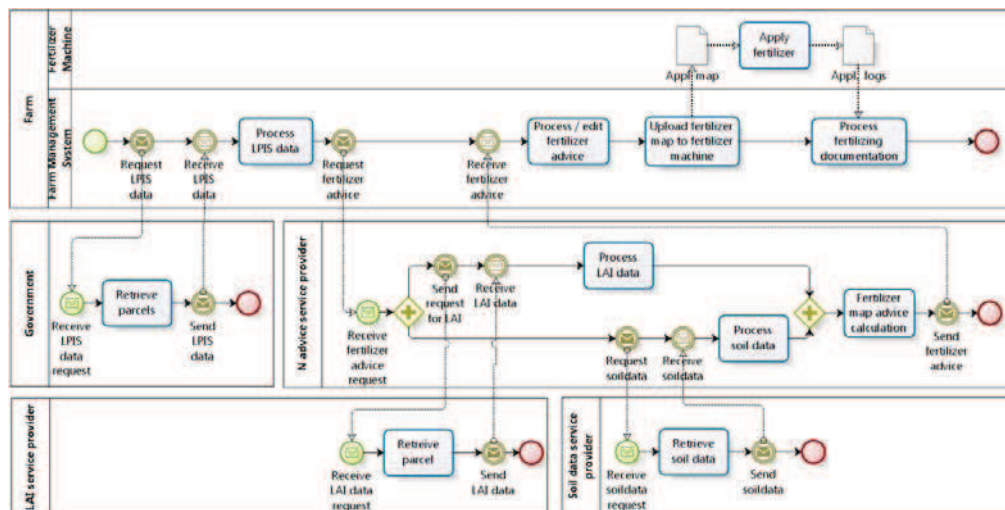 Farm
Fertilizer
Machine
Apply
fertilizer
Appl. map
Appl. logs
Farm Management
System
Request
LPIS
data
Receive
LPIS
data
Process
LPIS data
Request
fertilizer
advice
Receive
fertilizer
advice
Process / edit
fertilizer
advice
Upload fertilizer
map to fertilizer
machine
Process
fertilizing
documentation
Government
Receive
LPIS data
request
Retrieve
parcels
Send
LPIS data
N advice service provider
Receive
fertilizer
advice
request
Send
request
for LAI
Receive
LAI data
Process
LAI data
Request
soildata
Receive
soildata
Process
soil data
Fertilizer
map advice
calculation
Send
fertilizer
advice
LAI service provider
Receive
LAI data
request
Retreive
parcel
Send
LAI data
Soil data service
provider
Receive
soildata
request
Retrieve
soil data
Send
soildata